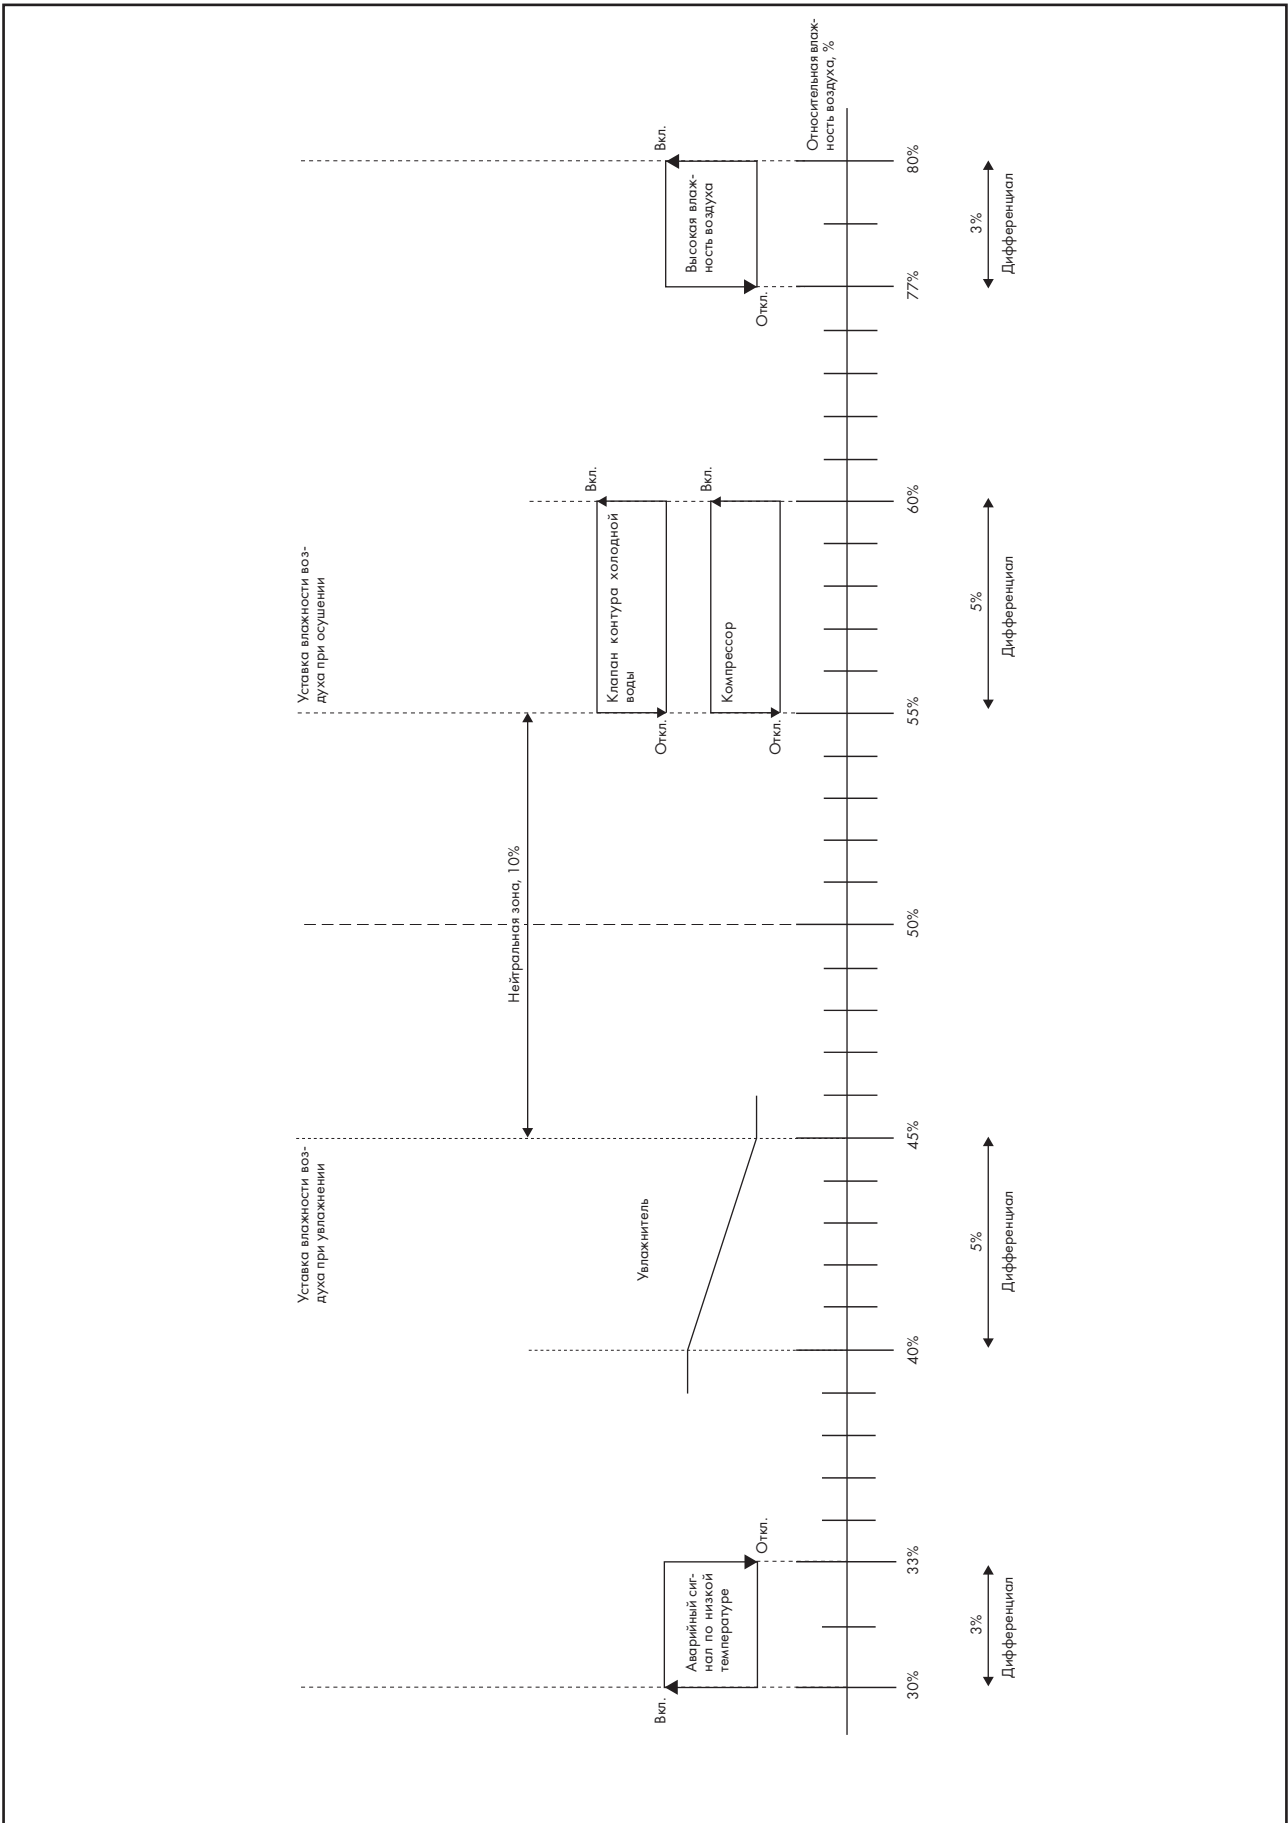 Уставка влажности воз-
духа при увлажнении
Уставка влажности воз-
духа при осушении
Нейтральная зона, 10%
Вкл.
Аварийный сиг-
нал по низкой
температуре
Откл.
Увлажнитель
Клапан контура холодной
воды
Откл.
Вкл.
Компрессор
Откл.
Вкл.
Высокая влаж-
ность воздуха
Откл.
Вкл.
Относительная влаж-
ность воздуха, %
30%
33%
40%
45%
50%
55%
60%
77%
80%
3%
Дифференциал
5%
Дифференциал
5%
Дифференциал
3%
Дифференциал